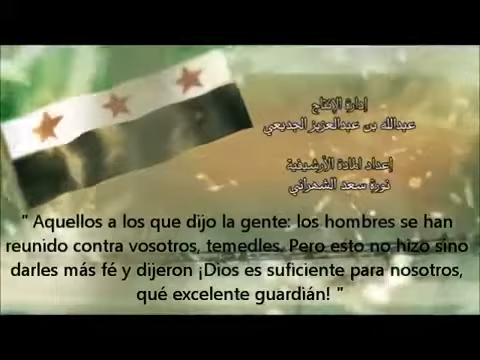 إدارة الإنتاج
عبدالله بن عبدالعزيز الجديعي
إعداد المادة الأرشيفية
نورة سعد الشهراني
" Aquellos a los que dijo la gente: los hombres se han
reunido contra vosotros, temedles. Pero esto no hizo sino
darles más fé y dijeron ¡Dios es suficiente para nosotros,
qué excelente guardián! "